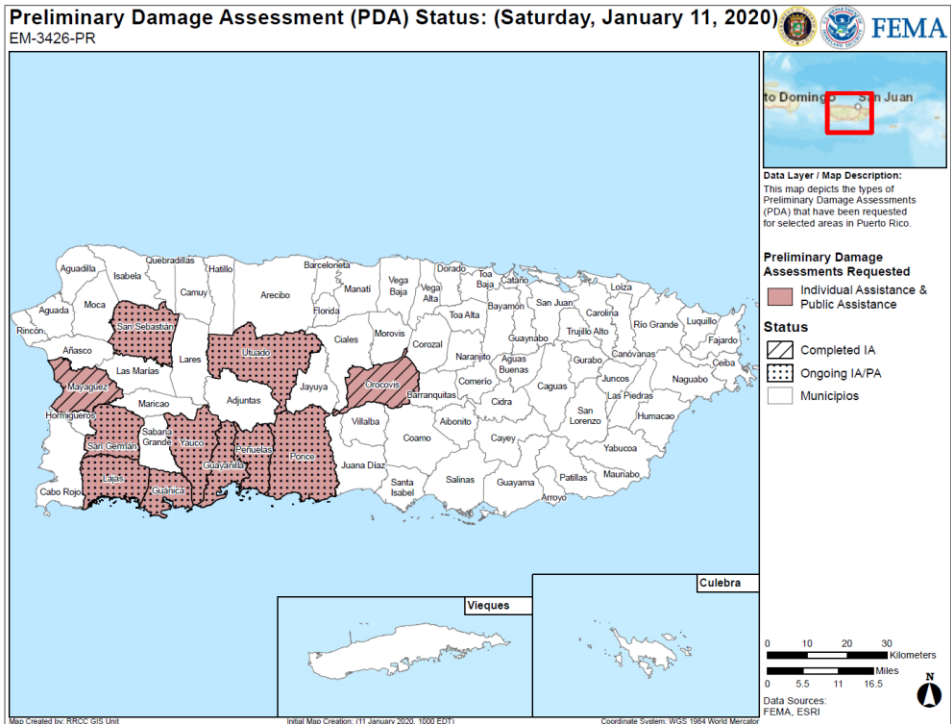 Preliminary Damage Assessment (PDA) Status: (Saturday, January 11, 2020)
EM-3426-PR
FEMA
to Domingo
San Juan
Data Layer / Map Description:
This map depicts the types of
Preliminary Damage Assessments
(PDA) that have been requested
for selected areas in Puerto Rico.
Preliminary Damage
Assessments Requested
Individual Assistance &
Public Assistance
Status
Completed IA
Ongoing IA/PA
Municipios
Aguadilla
Isabela
Quebradillas
Camuy
Hatillo
Arecibo
Barceloneta
Manatí
Florida
Vega
Baja
Vega
Alta
Dorado
Toa
Baja
Cataño
Toa Alta
Bayamón
San Juan
Guaynabo
Trujillo Alto
Carolina
Loiza
Canóvanas
Río Grande
Luquillo
Fajardo
Ceiba
Naguabo
Moca
Aguada
Rincón
Añasco
San Sebastián
Lares
Utuado
Ciales
Morovis
Corozal
Naranjito
Aguas
Buenas
Gurabo
Juncos
Las Piedras
Humacao
Mayagüez
Las Marías
Maricao
Adjuntas
Jayuya
Orocovis
Barranquitas
Comerío
Cidra
Caguas
San
Lorenzo
Yabucoa
Hormigueros
San Germán
Sabana
Grande
Yauco
Guayanilla
Peñuelas
Ponce
Villalba
Coamo
Aibonito
Cayey
Patillas
Maunabo
Cabo Rojo
Lajas
Guánica
Juana Díaz
Santa
Isabel
Salinas
Guayama
Arroyo
Vieques
Culebra
0 10 20 30
Kilometers
Miles
0 5.5 11 16.5
N
Data Sources:
FEMA, ESRI
Map Created by: RRCC GIS Unit
Initial Map Creation: (11 January 2020, 1000 EDT)
Coordinate System: WGS 1984 World Mercator